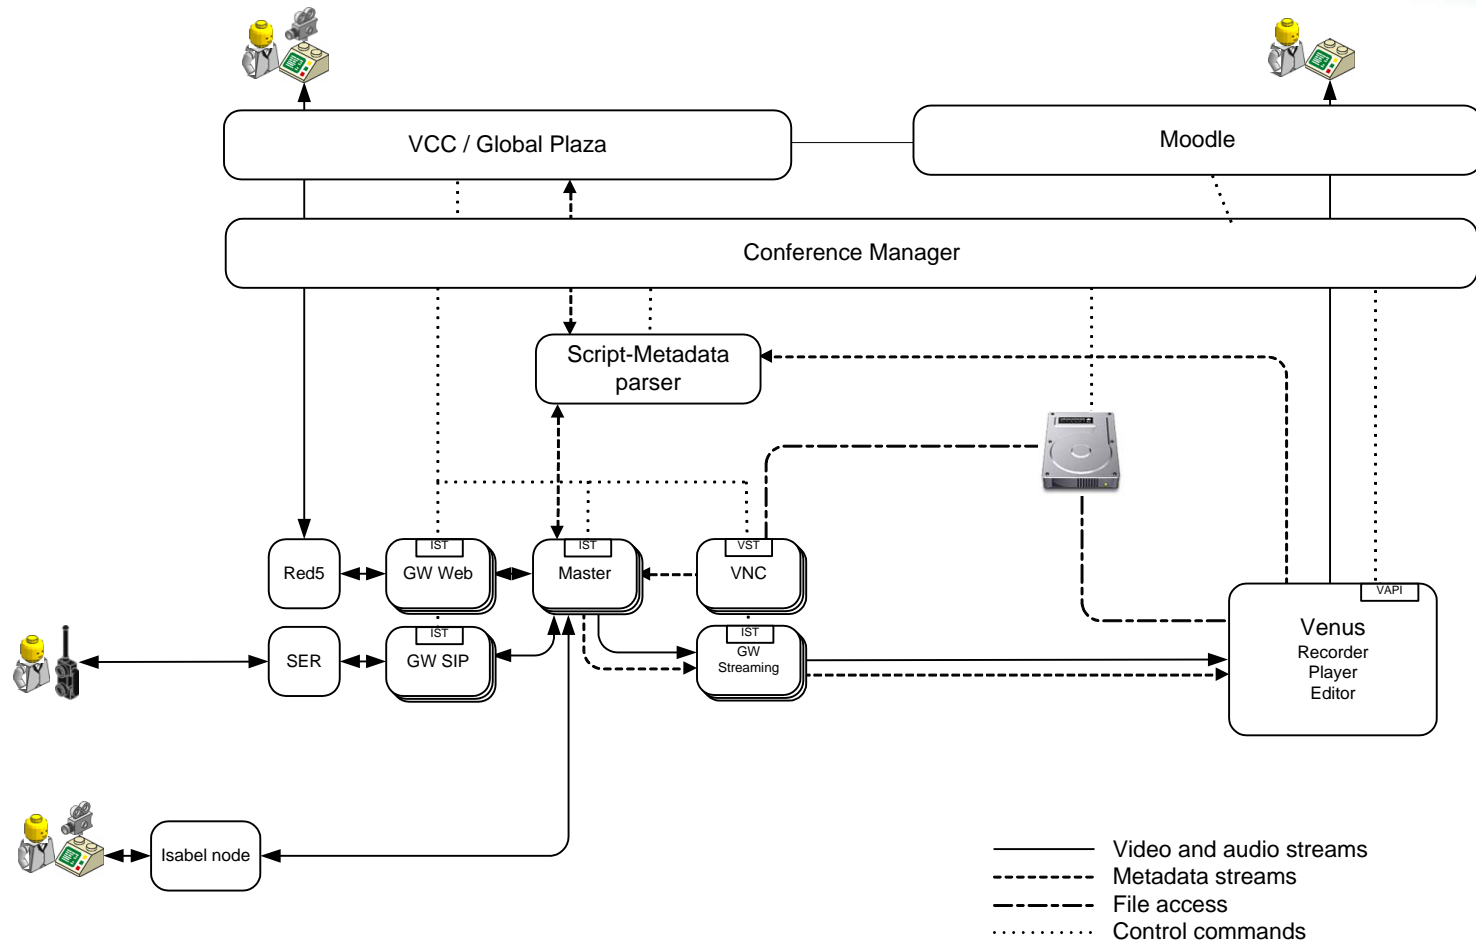 VCC / Global Plaza
Moodle
Conference Manager
Script-Metadata
parser
IST
IST
VST
Red5
GW Web
Master
VNC
VAPI
IST
IST
SER
GW SIP
GW
Streaming
Venus
Recorder
Player
Editor
Isabel node
Video and audio streams
Metadata streams
File access
Control commands